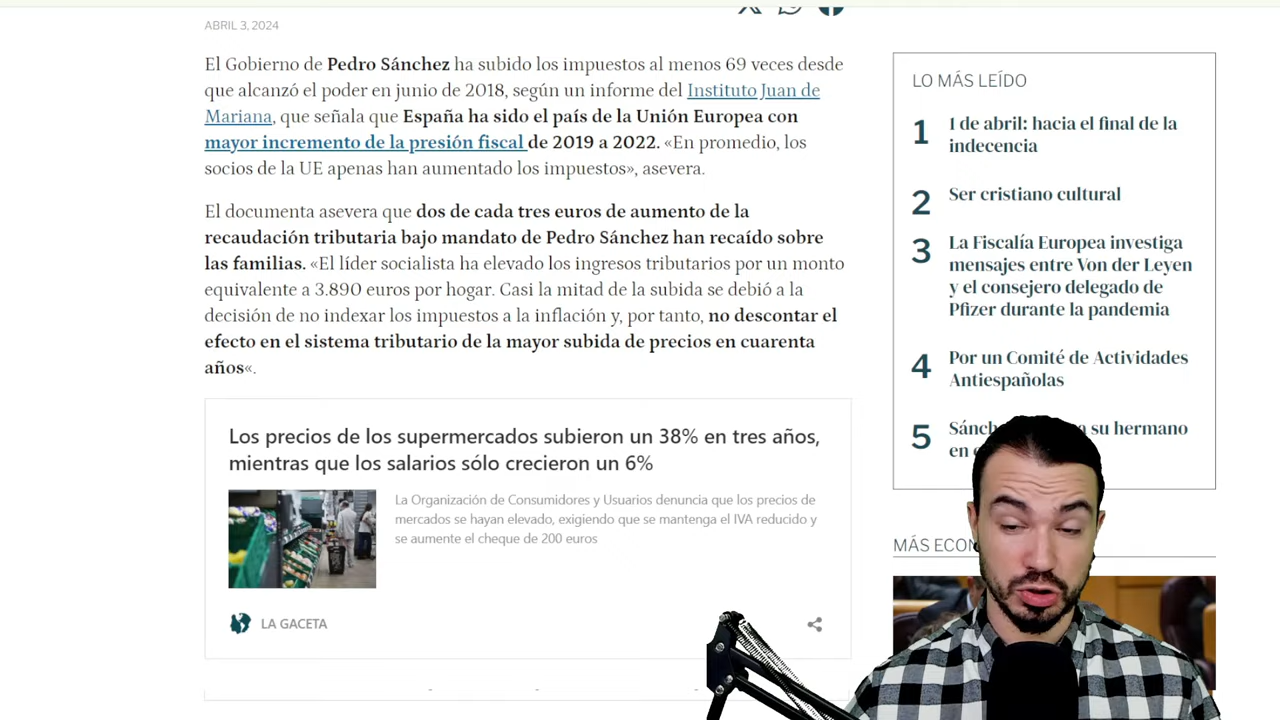 ABRIL 3, 2024
El Gobierno de Pedro Sánchez ha subido los impuestos al menos 69 veces desde
que alcanzó el poder en junio de 2018, según un informe del Instituto Juan de
Mariana, que señala que España ha sido el país de la Unión Europea con
mayor incremento de la presión fiscal de 2019 a 2022. «En promedio, los
socios de la UE apenas han aumentado los impuestos», asevera.
El documenta asevera que dos de cada tres euros de aumento de la
recaudación tributaria bajo mandato de Pedro Sánchez han recaído sobre
las familias. «El líder socialista ha elevado los ingresos tributarios por un monto
equivalente a 3.890 euros por hogar. Casi la mitad de la subida se debió a la
decisión de no indexar los impuestos a la inflación y, por tanto, no descontar el
efecto en el sistema tributario de la mayor subida de precios en cuarenta
años«.
Los precios de los supermercados subieron un 38% en tres años,
mientras que los salarios sólo crecieron un 6%
La Organización de Consumidores y Usuarios denuncia que los precios de
mercados se hayan elevado, exigiendo que se mantenga el IVA reducido y
se aumente el cheque de 200 euros
LA GACETA
LO MÁS LEÍDO
1 1 de abril: hacia el final de la
indecencia
2 Ser cristiano cultural
3 La Fiscalía Europea investiga
mensajes entre Von der Leyen
y el consejero delegado de
Pfizer durante la pandemia
4 Por un Comité de Actividades
Antiespañolas
5 su hermano
en
MÁS